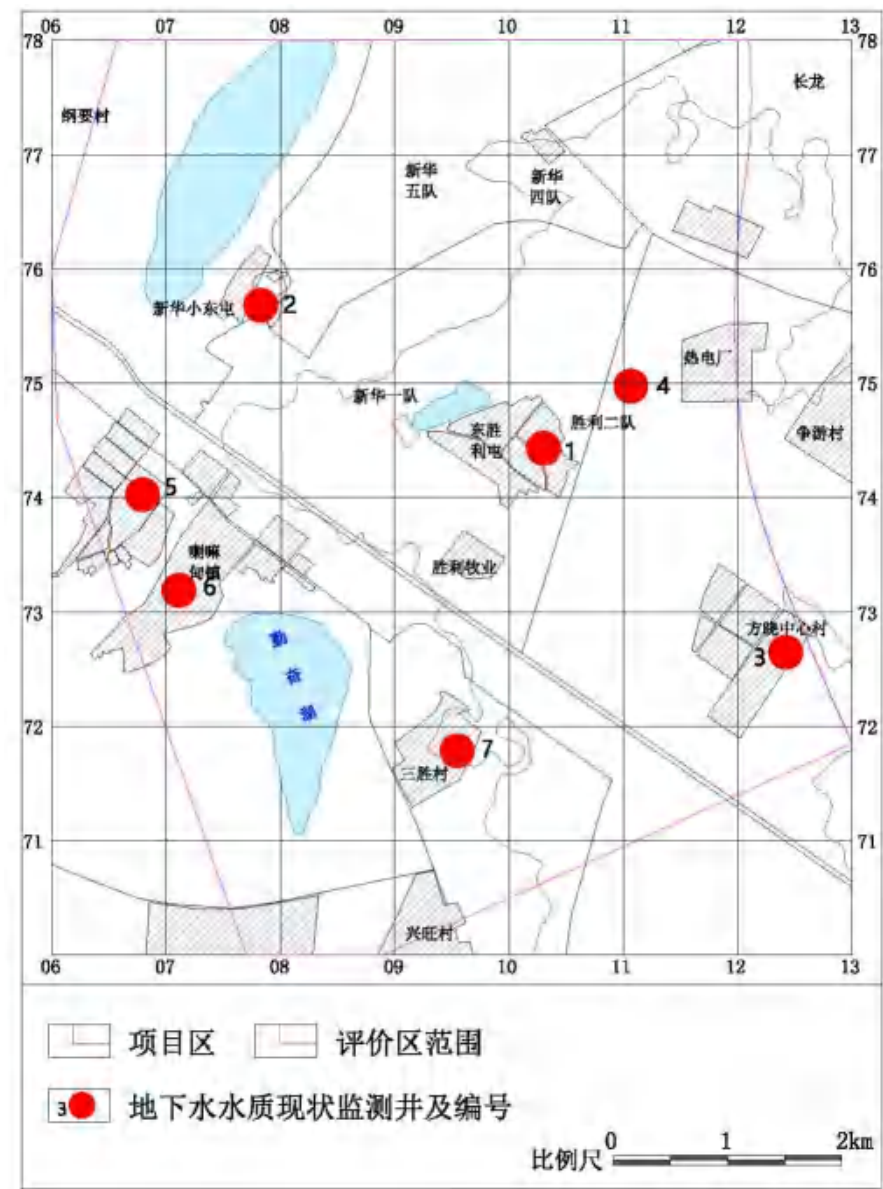 06 07 08 09 10 11 12 13
78 78
长龙
纲要村
77 77
新华
五队
新华
四队
76 76
新华小东屯 2
75 4 75
热电厂
新华一队
东胜
利屯
1
胜利二队
争游村
74 5 74
喇嘛
甸镇
6
胜利牧业
73 73
方晓中心村
3
72 72
7
三胜村
71 71
兴旺村
06 07 08 09 10 11 12 13
项目区 评价区范围
3 地下水水质现状监测井及编号
比例尺 0 1 2km